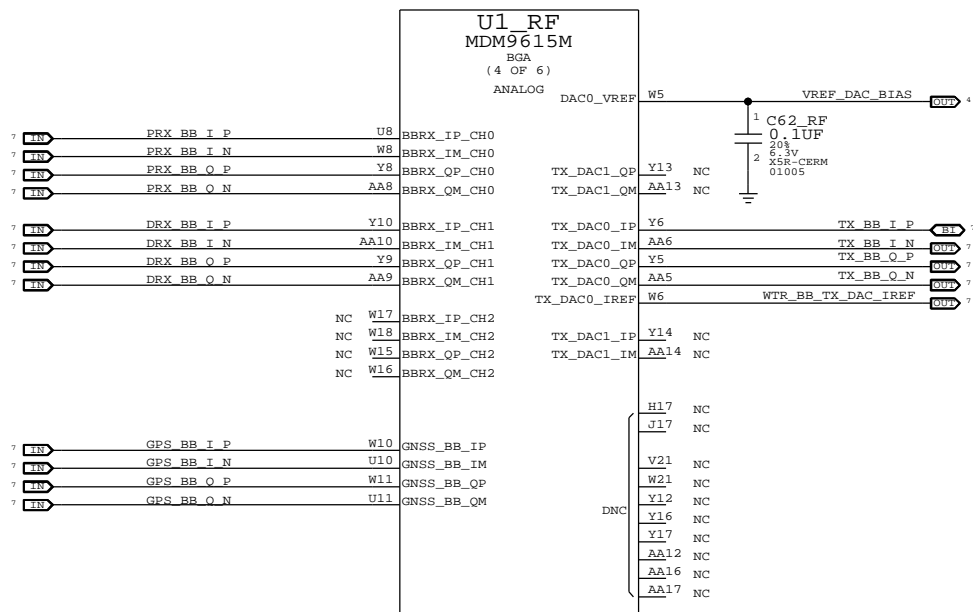 U1_RF
MDM9615M
BGA
(4 OF 6)
ANALOG
DAC0_VREF W5 VREF_DAC_BIAS OUT 4
1 C62_RF
0.1UF
20%
6.3V
2 X5R-CERM
01005
7 IN PRX_BB_I_P U8 BBRX_IP_CH0
7 IN PRX_BB_I_N W8 BBRX_IM_CH0
7 IN PRX_BB_Q_P Y8 BBRX_QP_CH0 TX_DAC1_QP Y13 NC
7 IN PRX_BB_Q_N AA8 BBRX_QM_CH0 TX_DAC1_QM AA13 NC
7 IN DRX_BB_I_P Y10 BBRX_IP_CH1 TX_DAC0_IP Y6 TX_BB_I_P BI 7
7 IN DRX_BB_I_N AA10 BBRX_IM_CH1 TX_DAC0_IM AA6 TX_BB_I_N OUT 7
7 IN DRX_BB_Q_P Y9 BBRX_QP_CH1 TX_DAC0_QP Y5 TX_BB_Q_P OUT 7
7 IN DRX_BB_Q_N AA9 BBRX_QM_CH1 TX_DAC0_QM AA5 TX_BB_Q_N OUT 7
TX_DAC0_IREF W6 WTR_BB_TX_DAC_IREF OUT 7
NC W17 BBRX_IP_CH2
NC W18 BBRX_IM_CH2 TX_DAC1_IP Y14 NC
NC W15 BBRX_QP_CH2 TX_DAC1_IM AA14 NC
NC W16 BBRX_QM_CH2
H17 NC
J17 NC
7 IN GPS_BB_I_P W10 GNSS_BB_IP
7 IN GPS_BB_I_N U10 GNSS_BB_IM V21 NC
7 IN GPS_BB_Q_P W11 GNSS_BB_QP W21 NC
7 IN GPS_BB_Q_N U11 GNSS_BB_QM Y12 NC
DNC Y16 NC
Y17 NC
AA12 NC
AA16 NC
AA17 NC